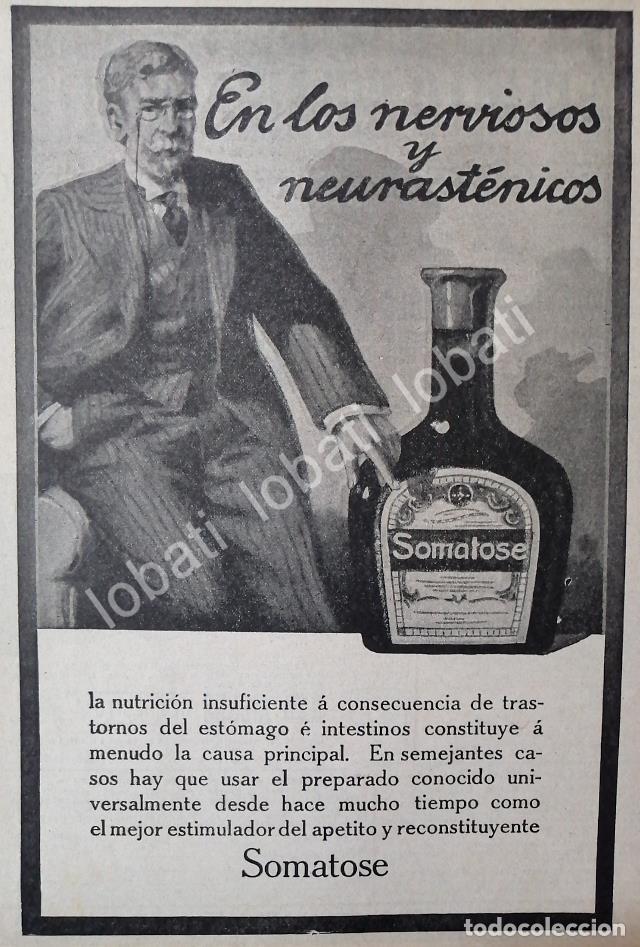 En los nerviosos
y
neurasténicos
Somatose
la nutrición insuficiente á consecuencia de tras-
tornos del estómago é intestinos constituye á
menudo la causa principal. En semejantes ca-
sos hay que usar el preparado conocido uni-
versalmente desde hace mucho tiempo como
el mejor estimulador del apetito y reconstituyente
Somatose
lobati lobati lobati
todocoleccion